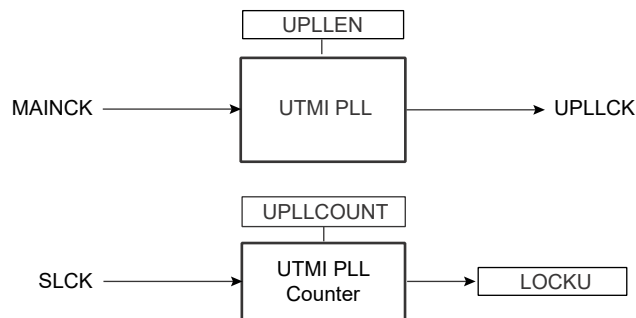 UPLLEN
MAINCK
UTMI PLL
UPLLCK
UPLLCOUNT
SLCK
UTMI PLL
Counter
LOCKU